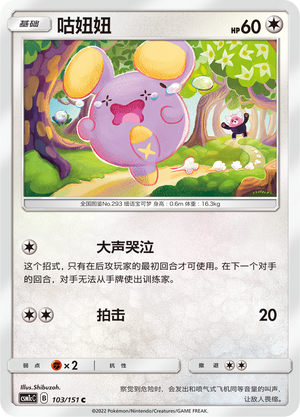 基础
咕妞妞
HP 60
全国图鉴No.293 细语宝可梦 身高：0.6m 体重：16.3kg
大声哭泣
这个招式，只有在后攻玩家的最初回合才可使用。在下一个对手
的回合，对手无法从手牌使出训练家。
拍击 20
弱点 ×2 抗性 撤退
Illus.Shibuzoh.
CSM1cC B 103/151 C
察觉到危险时，会发出和喷气式飞机同等音量的叫声，
让敌人畏缩。
©2022 Pokémon/Nintendo/Creatures/GAME FREAK.